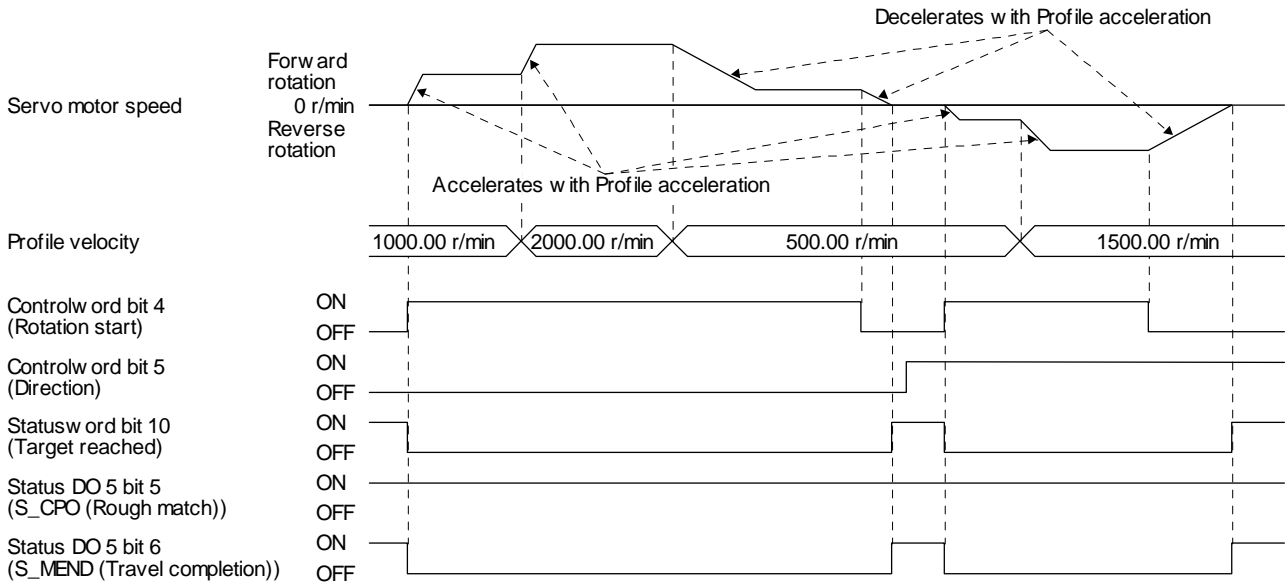 Decelerates with Profile acceleration
Forward
rotation
Servo motor speed
0 r/min
Reverse
rotation
Accelerates with Profile acceleration
Profile velocity
1000.00 r/min
2000.00 r/min
500.00 r/min
1500.00 r/min
Controlword bit 4
(Rotation start)
ON
OFF
Controlword bit 5
(Direction)
ON
OFF
Statusword bit 10
(Target reached)
ON
OFF
Status DO 5 bit 5
(S_CPO (Rough match))
ON
OFF
Status DO 5 bit 6
(S_MEND (Travel completion))
ON
OFF